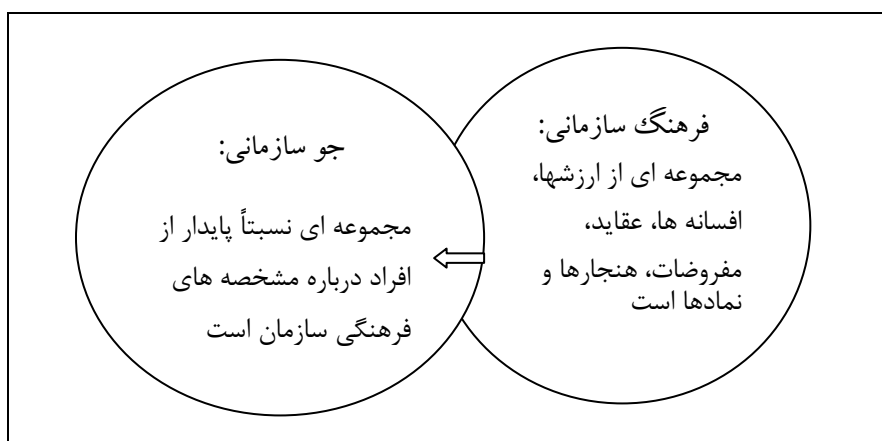 فرهنگ سازمانی:
مجموعه ای از ارزشها،
افسانه ها، عقاید،
مفروضات، هنجارها و
نمادها است
جو سازمانی:
مجموعه ای نسبتاً پایدار از
افراد درباره مشخصه های
فرهنگی سازمان است